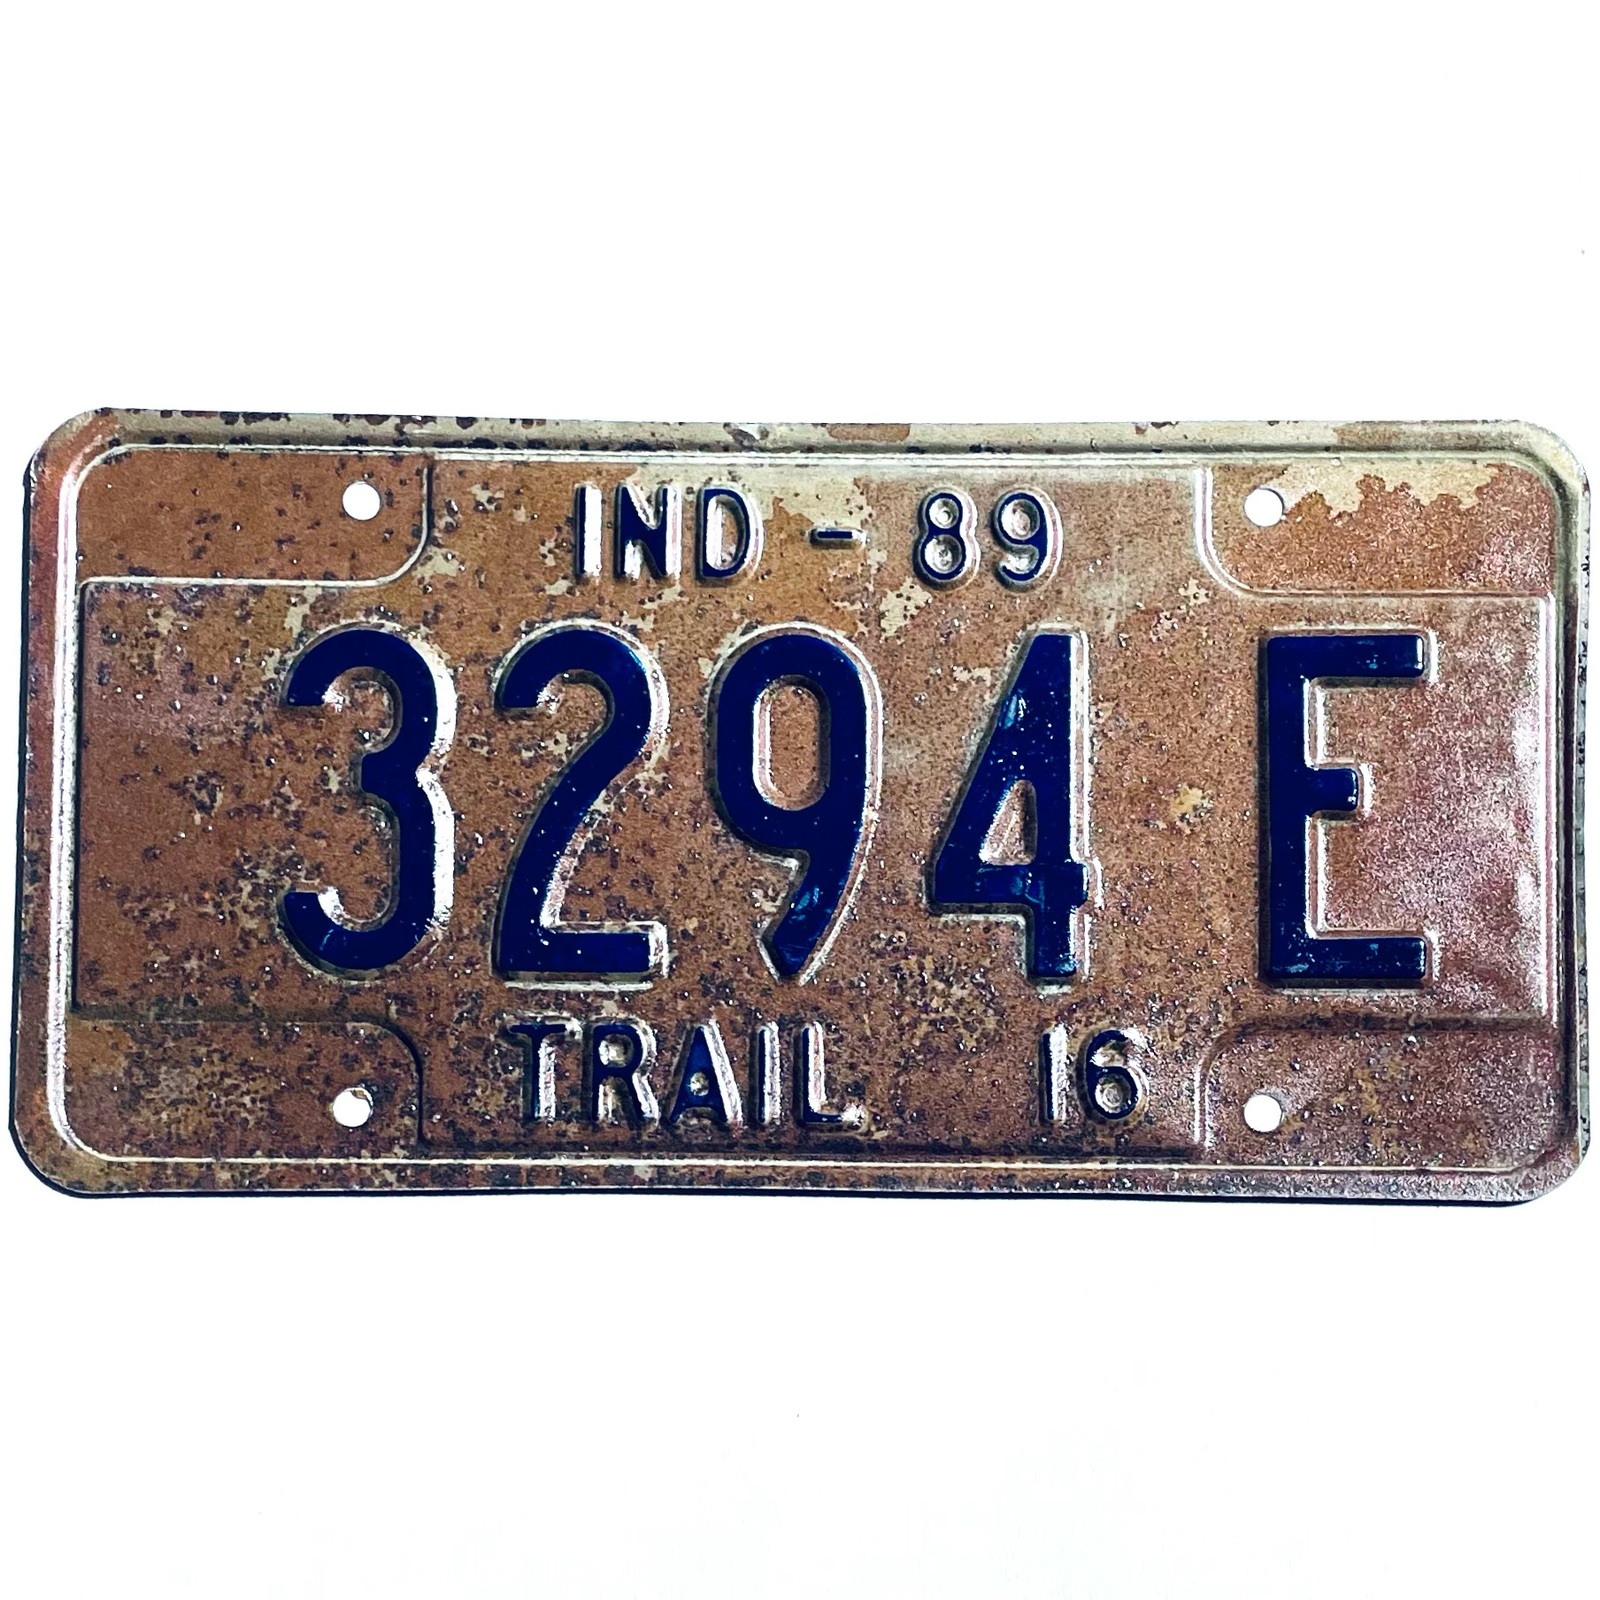 IND - 89
3294 E
TRAIL 16